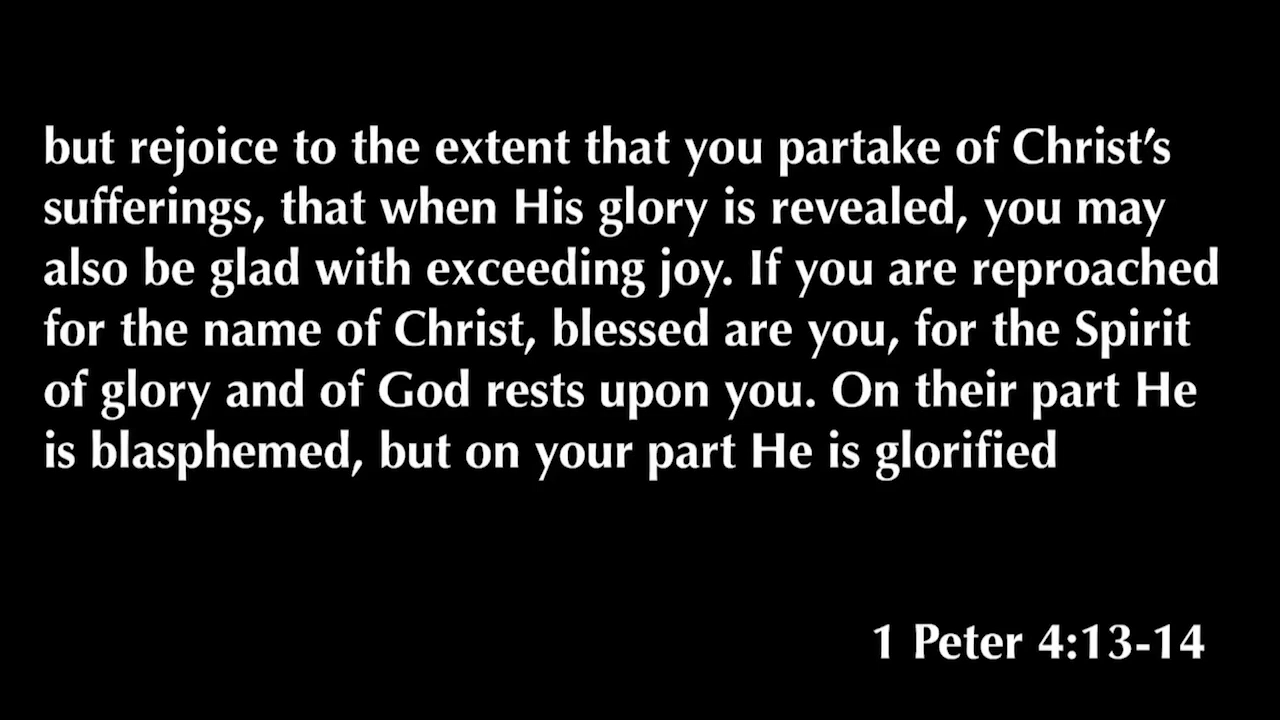 but rejoice to the extent that you partake of Christ’s
sufferings, that when His glory is revealed, you may
also be glad with exceeding joy. If you are reproached
for the name of Christ, blessed are you, for the Spirit
of glory and of God rests upon you. On their part He
is blasphemed, but on your part He is glorified
1 Peter 4:13-14